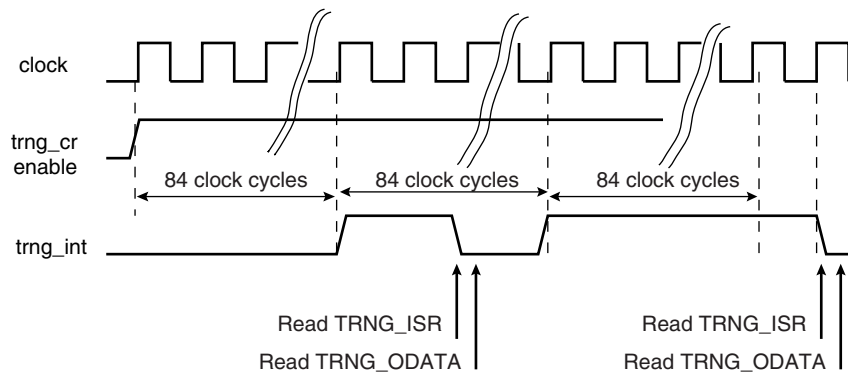 clock
trng_cr
enable
84 clock cycles
84 clock cycles
84 clock cycles
trng_int
Read TRNG_ISR
Read TRNG_ISR
Read TRNG_ODATA
Read TRNG_ODATA